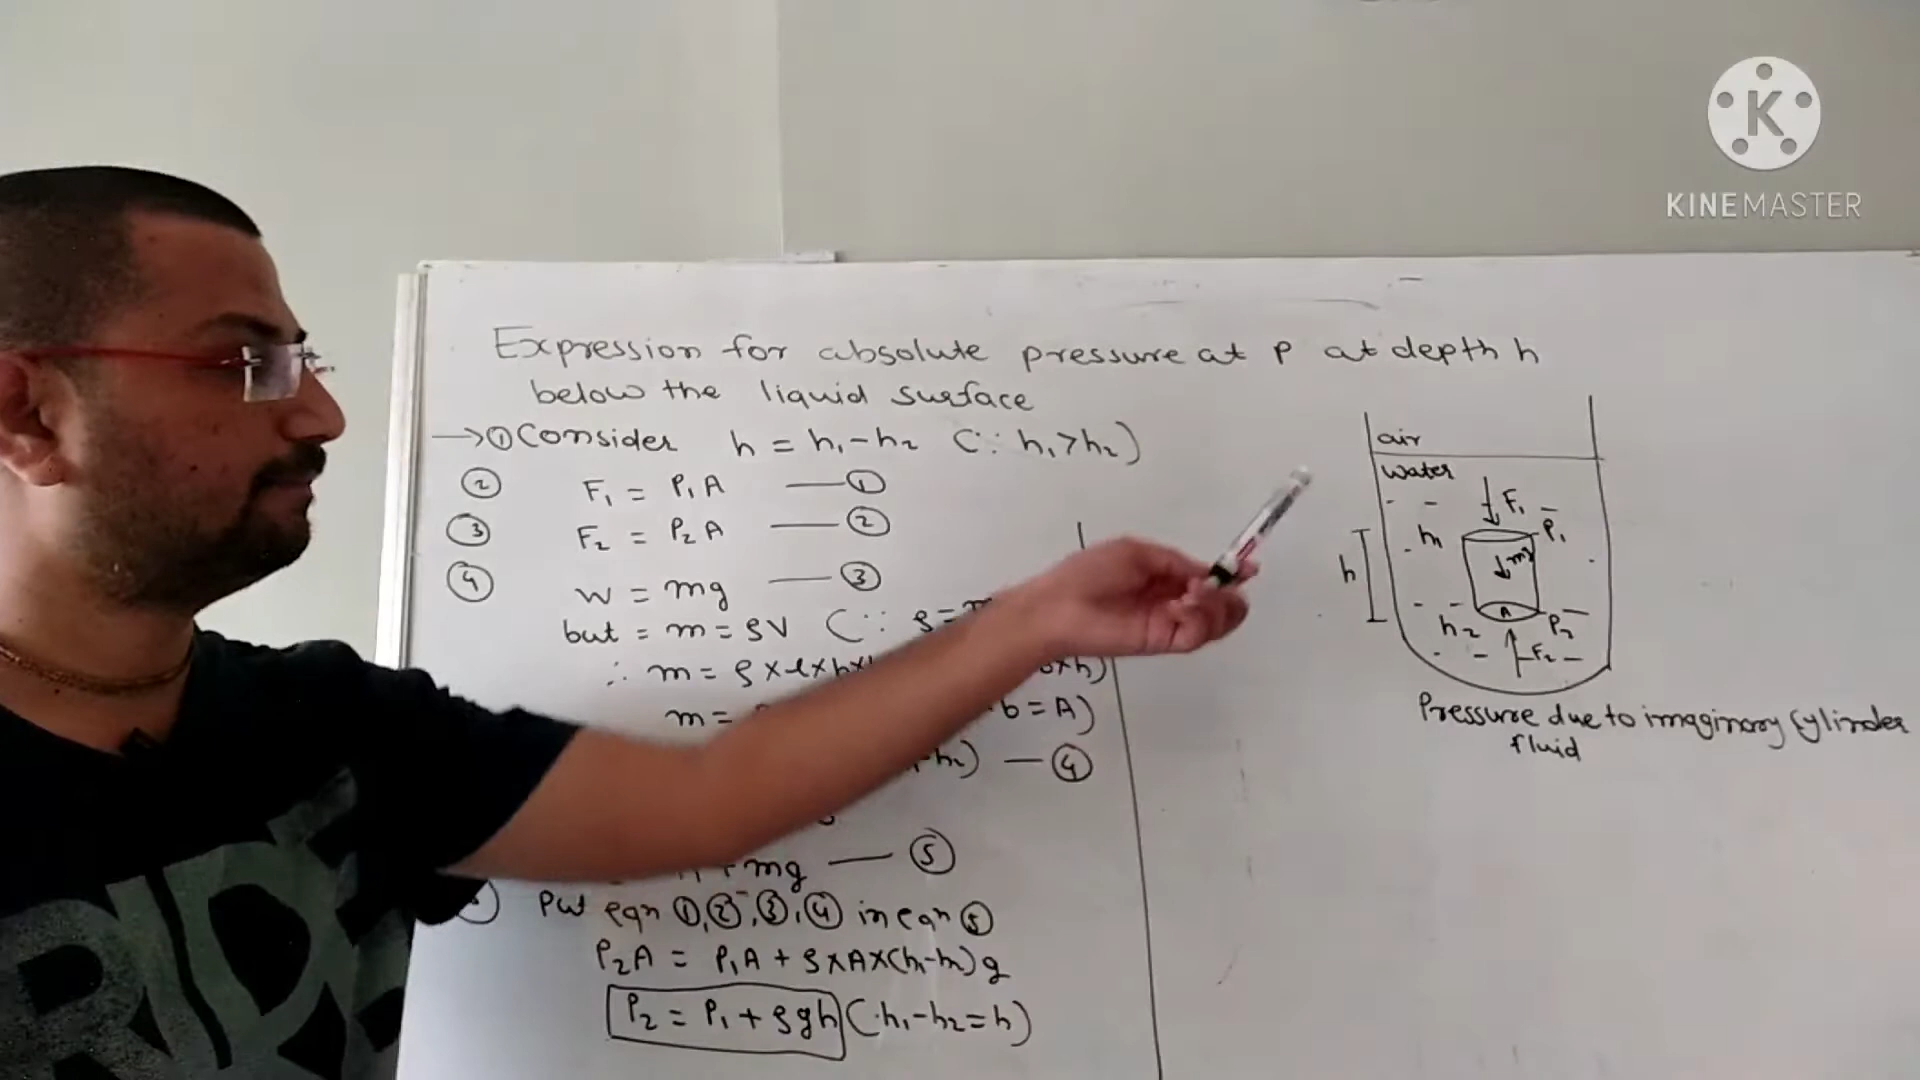 K
KINEMASTER
Expression for absolute pressure at P at depth h
below the liquid surface
→ ① Consider h = h₁-h₂ (∵ h₁>h₂)
② F₁ = P₁A — ①
③ F₂ = P₂A — ②
④ W = mg — ③
but = m = ρV (∵ ρ =
∴ m = ρ×l×b×
m =
b = A)
— ④
mg — ⑤
Put eqn ①,②,③,④ in eqn ⑤
P₂A = P₁A + ρ×A×(h₁-h₂)g
P₂ = P₁ + ρgh (∵h₁-h₂=h)
air
water
F₁
h₁
P₁
mg
h
A
h₂
P₂
F₂
Pressure due to imaginary cylinder
fluid